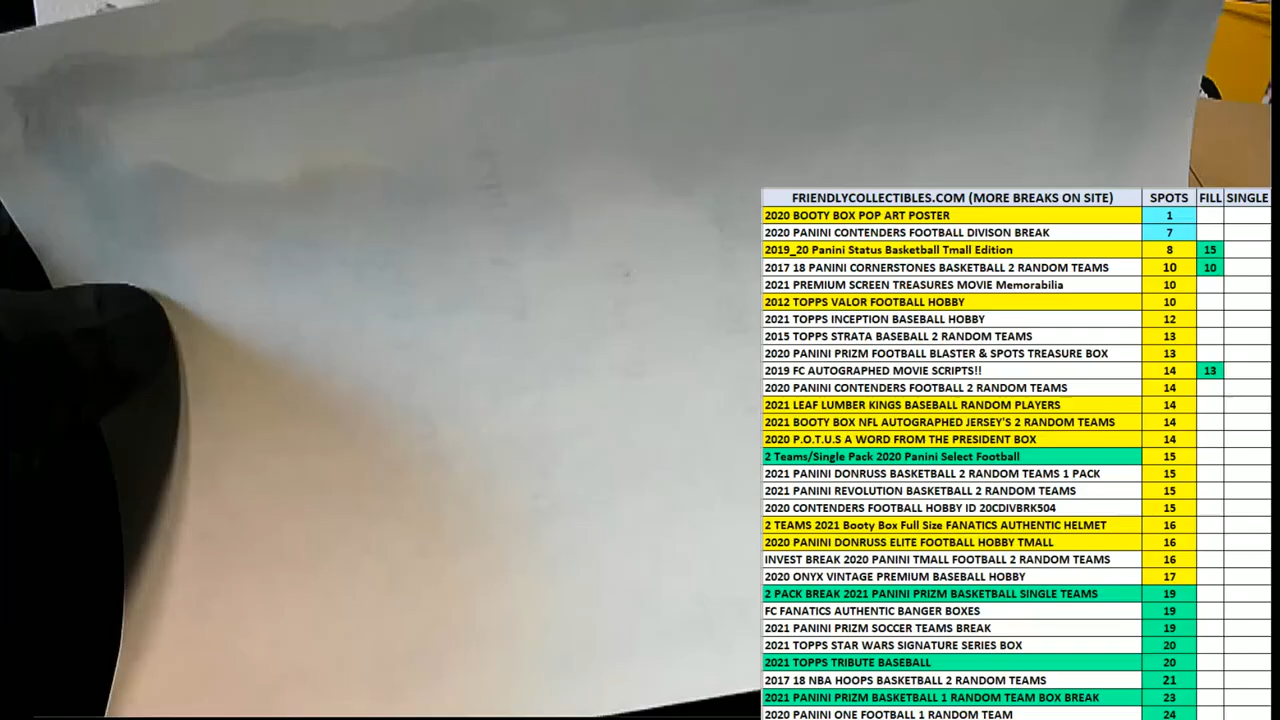 FRIENDLYCOLLECTIBLES.COM (MORE BREAKS ON SITE) SPOTS FILL SINGLE
2020 BOOTY BOX POP ART POSTER 1
2020 PANINI CONTENDERS FOOTBALL DIVISON BREAK 7
2019_20 Panini Status Basketball Tmall Edition 8 15
2017 18 PANINI CORNERSTONES BASKETBALL 2 RANDOM TEAMS 10 10
2021 PREMIUM SCREEN TREASURES MOVIE Memorabilia 10
2012 TOPPS VALOR FOOTBALL HOBBY 10
2021 TOPPS INCEPTION BASEBALL HOBBY 12
2015 TOPPS STRATA BASEBALL 2 RANDOM TEAMS 13
2020 PANINI PRIZM FOOTBALL BLASTER & SPOTS TREASURE BOX 13
2019 FC AUTOGRAPHED MOVIE SCRIPTS!! 14 13
2020 PANINI CONTENDERS FOOTBALL 2 RANDOM TEAMS 14
2021 LEAF LUMBER KINGS BASEBALL RANDOM PLAYERS 14
2021 BOOTY BOX NFL AUTOGRAPHED JERSEY'S 2 RANDOM TEAMS 14
2020 P.O.T.U.S A WORD FROM THE PRESIDENT BOX 14
2 Teams/Single Pack 2020 Panini Select Football 15
2021 PANINI DONRUSS BASKETBALL 2 RANDOM TEAMS 1 PACK 15
2021 PANINI REVOLUTION BASKETBALL 2 RANDOM TEAMS 15
2020 CONTENDERS FOOTBALL HOBBY ID 20CDIVBRK504 15
2 TEAMS 2021 Booty Box Full Size FANATICS AUTHENTIC HELMET 16
2020 PANINI DONRUSS ELITE FOOTBALL HOBBY TMALL 16
INVEST BREAK 2020 PANINI TMALL FOOTBALL 2 RANDOM TEAMS 16
2020 ONYX VINTAGE PREMIUM BASEBALL HOBBY 17
2 PACK BREAK 2021 PANINI PRIZM BASKETBALL SINGLE TEAMS 19
FC FANATICS AUTHENTIC BANGER BOXES 19
2021 PANINI PRIZM SOCCER TEAMS BREAK 19
2021 TOPPS STAR WARS SIGNATURE SERIES BOX 20
2021 TOPPS TRIBUTE BASEBALL 20
2017 18 NBA HOOPS BASKETBALL 2 RANDOM TEAMS 21
2021 PANINI PRIZM BASKETBALL 1 RANDOM TEAM BOX BREAK 23
2020 PANINI ONE FOOTBALL 1 RANDOM TEAM 24